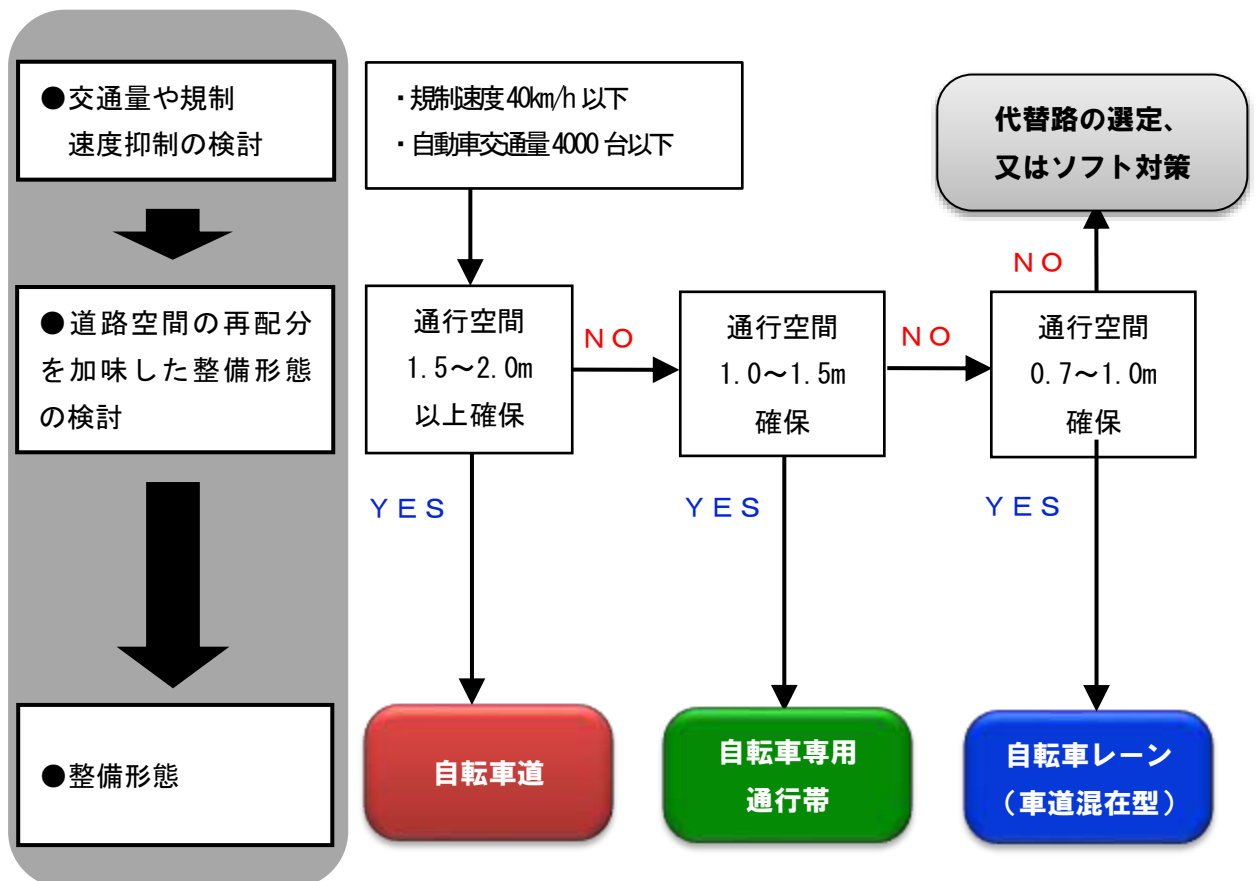 ●交通量や規制
速度抑制の検討
・規制速度40km/h以下
・自動車交通量4000台以下
代替路の選定、
又はソフト対策
NO
●道路空間の再配分
を加味した整備形態
の検討
通行空間
1.5～2.0m
以上確保
NO
通行空間
1.0～1.5m
確保
NO
通行空間
0.7～1.0m
確保
YES
YES
YES
●整備形態
自転車道
自転車専用
通行帯
自転車レーン
（車道混在型）